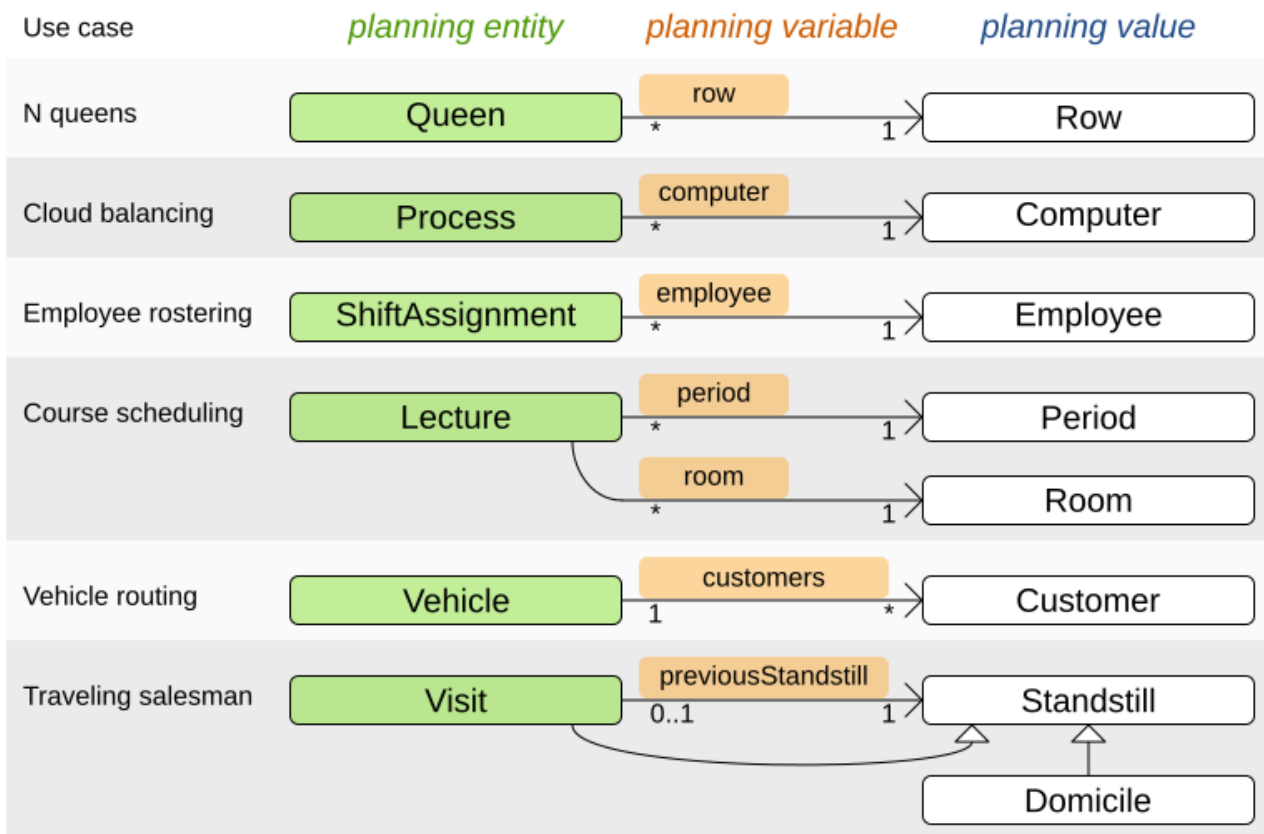 Use case planning entity planning variable planning value
N queens Queen row * 1 Row
Cloud balancing Process computer * 1 Computer
Employee rostering ShiftAssignment employee * 1 Employee
Course scheduling Lecture period * 1 Period
room * 1 Room
Vehicle routing Vehicle customers 1 * Customer
Traveling salesman Visit previousStandstill 0..1 1 Standstill
Domicile